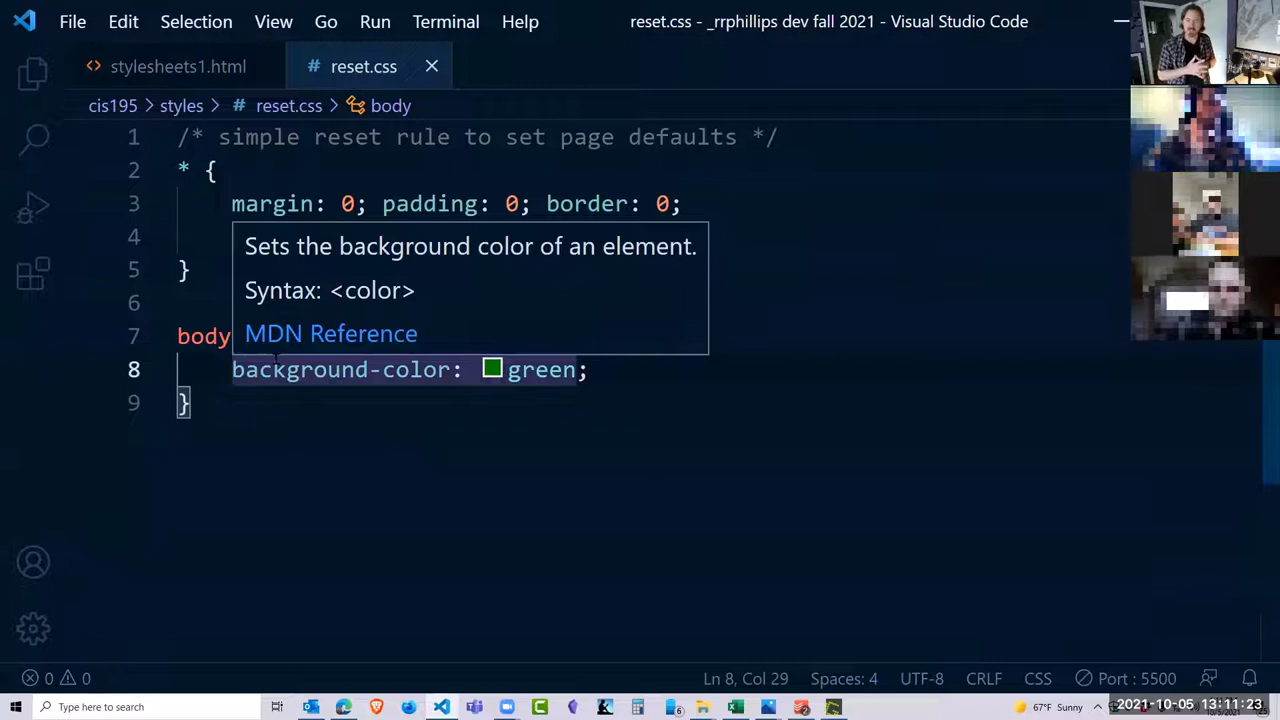 File Edit Selection View Go Run Terminal Help reset.css - _rrphillips dev fall 2021 - Visual Studio Code
<> stylesheets1.html # reset.css
cis195 > styles > # reset.css > body
1 /* simple reset rule to set page defaults */
2 * {
3 margin: 0; padding: 0; border: 0;
4
Sets the background color of an element.
5 }
Syntax: <color>
6
7 body
MDN Reference
8 background-color: green;
9 }
0 0 Ln 8, Col 29 Spaces: 4 UTF-8 CRLF CSS Port : 5500
Type here to search 67°F Sunny 2021-10-05 13:11:23